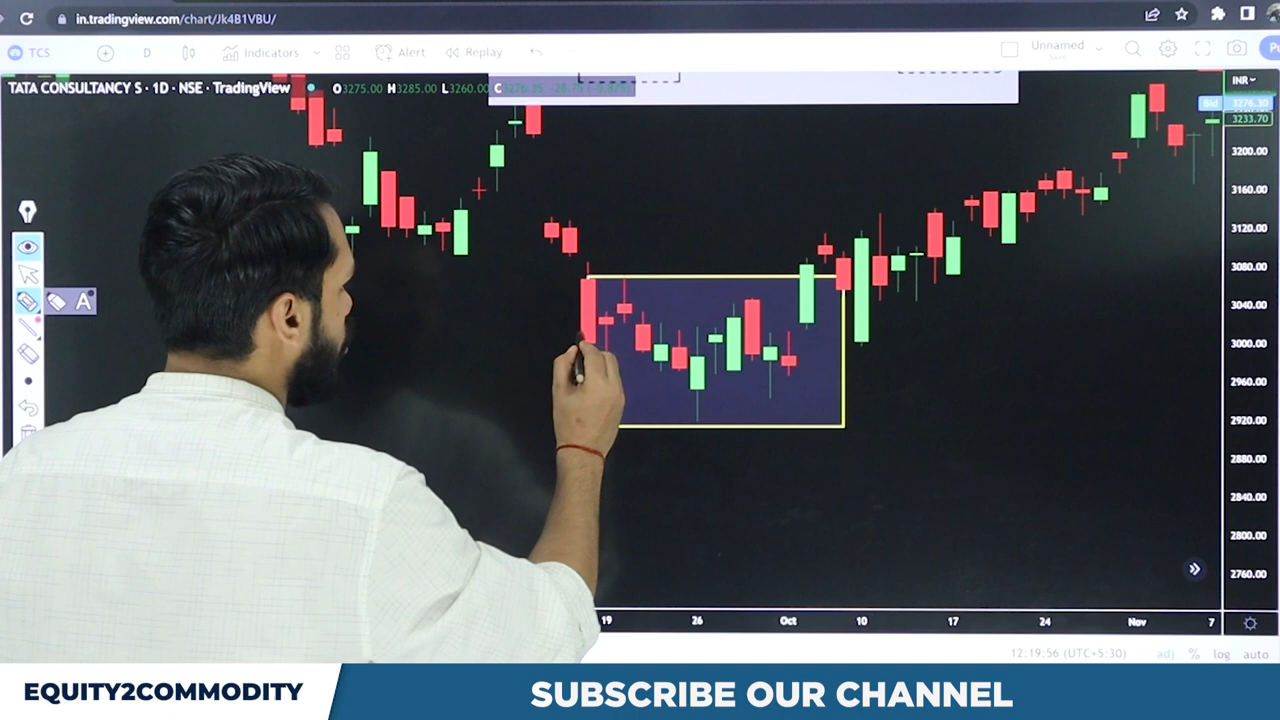 in.tradingview.com/chart/Jk4B1VBU/
TCS D Indicators Alert Replay Unnamed
Save
TATA CONSULTANCY S · 1D · NSE · TradingView O3275.00 H3285.00 L3260.00 C3276.35 -28.75
INR
Bid 3276.30
3233.70
3200.00
3160.00
3120.00
3080.00
3040.00
3000.00
2960.00
2920.00
2880.00
2840.00
2800.00
2760.00
A
19 26 Oct 10 17 24 Nov 7
12:19:56 (UTC+5:30) adj % log auto
EQUITY2COMMODITY
SUBSCRIBE OUR CHANNEL